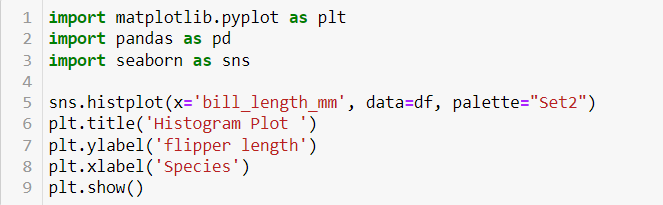 1 import matplotlib.pyplot as plt
2 import pandas as pd
3 import seaborn as sns
4
5 sns.histplot(x='bill_length_mm', data=df, palette="Set2")
6 plt.title('Histogram Plot ')
7 plt.ylabel('flipper length')
8 plt.xlabel('Species')
9 plt.show()